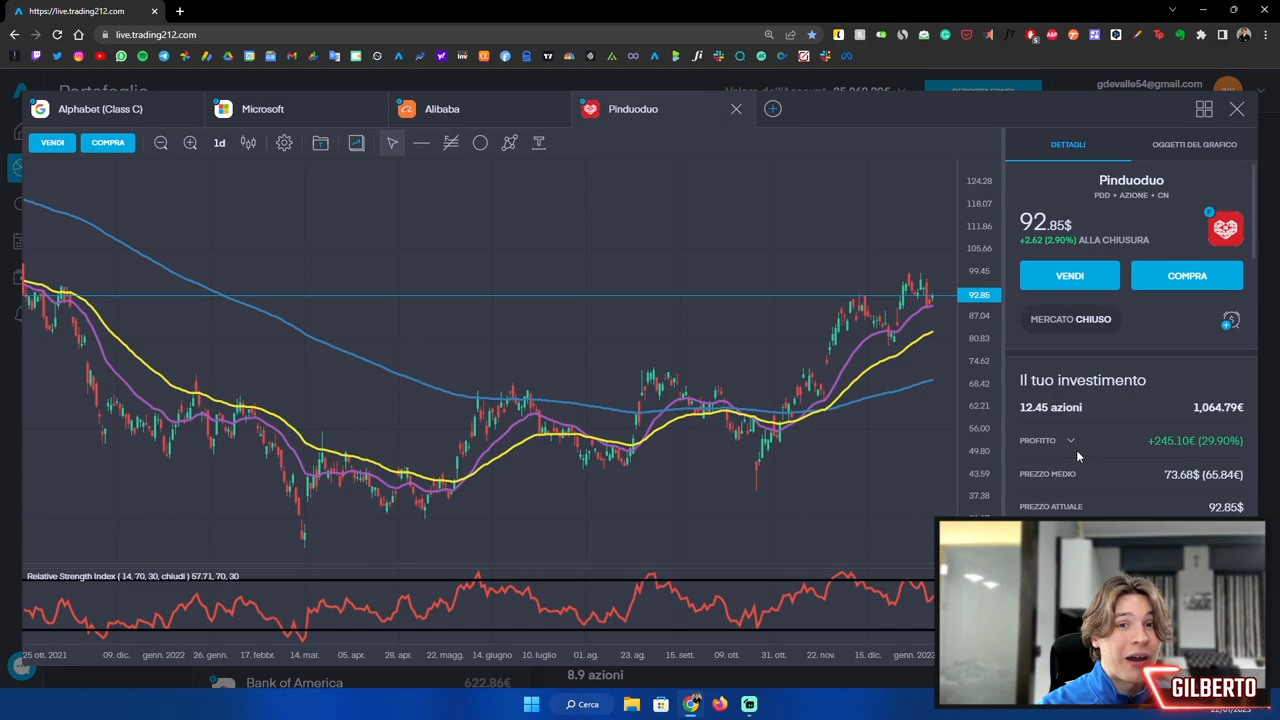 https://live.trading212.com
live.trading212.com
gdevalle54@gmail.com
Alphabet (Class C)
Microsoft
Alibaba
Pinduoduo
VENDI
COMPRA
1d
DETTAGLI
OGGETTI DEL GRAFICO
Pinduoduo
PDD • AZIONE • CN
92.85$
+2.62 (2.90%) ALLA CHIUSURA
VENDI
COMPRA
MERCATO CHIUSO
Il tuo investimento
12.45 azioni
1,064.79€
PROFITTO
+245.10€ (29.90%)
PREZZO MEDIO
73.68$ (65.84€)
PREZZO ATTUALE
92.85$
124.28
118.07
111.86
105.66
99.45
92.85
87.04
80.83
74.62
68.42
62.21
56.00
49.80
43.59
37.38
Relative Strength Index ( 14, 70, 30, chiudi ) 57.71, 70, 30
25 ott. 2021
09. dic.
genn. 2022
26. genn.
17. febbr.
14. mar.
05. apr.
28. apr.
22. magg.
14. giugno
10. luglio
01. ag.
23. ag.
15. sett.
09. ott.
31. ott.
22. nov.
15. dic.
genn. 2023
Bank of America
622.86€
8.9 azioni
Cerca
GILBERTO